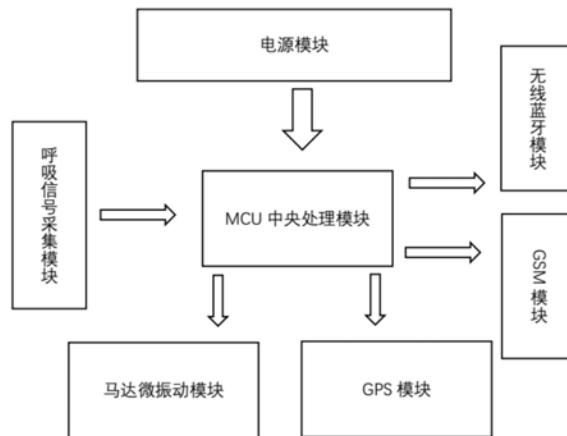 电源模块
无线蓝牙模块
呼吸信号采集模块
MCU 中央处理模块
GSM 模块
马达微振动模块
GPS 模块